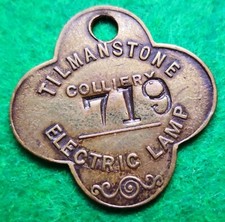 TILMANSTONE
COLLIERY
719
ELECTRIC LAMP